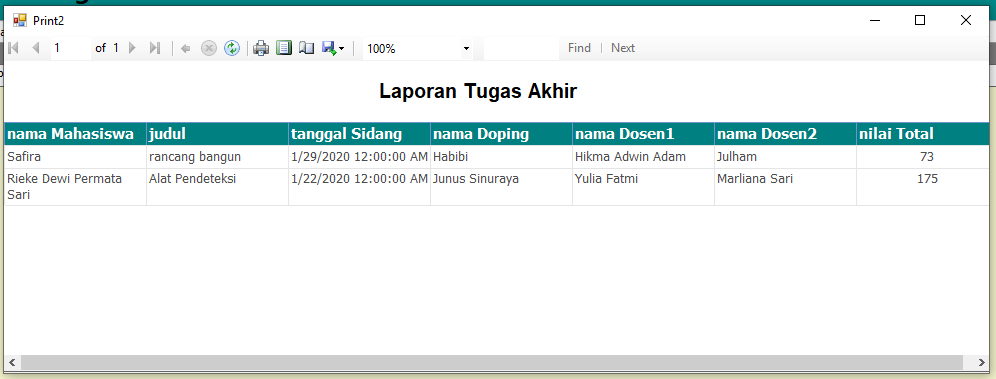 Print2
1 of 1 100% Find | Next
Laporan Tugas Akhir
nama Mahasiswa judul tanggal Sidang nama Doping nama Dosen1 nama Dosen2 nilai Total
Safira rancang bangun 1/29/2020 12:00:00 AM Habibi Hikma Adwin Adam Julham 73
Rieke Dewi Permata Sari Alat Pendeteksi 1/22/2020 12:00:00 AM Junus Sinuraya Yulia Fatmi Marliana Sari 175